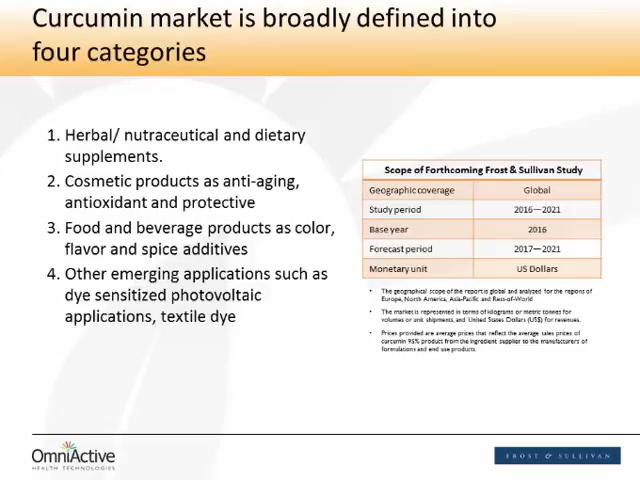 Curcumin market is broadly defined into
four categories
1. Herbal/ nutraceutical and dietary
supplements.
2. Cosmetic products as anti-aging,
antioxidant and protective
3. Food and beverage products as color,
flavor and spice additives
4. Other emerging applications such as
dye sensitized photovoltaic
applications, textile dye
Scope of Forthcoming Frost & Sullivan Study
Geographic coverage Global
Study period 2016—2021
Base year 2016
Forecast period 2017—2021
Monetary unit US Dollars
• The geographical scope of the report is global and analyzed for the regions of
Europe, North America, Asia-Pacific and Rest-of-World
• The market is represented in terms of kilograms or metric tonnes for
volumes or unit shipments, and United States Dollars (US$) for revenues.
• Prices provided are average prices that reflect the average sales prices of
curcumin 95% product from the ingredient supplier to the manufacturers of
formulations and end use products.
OmniActive
HEALTH TECHNOLOGIES
FROST & SULLIVAN